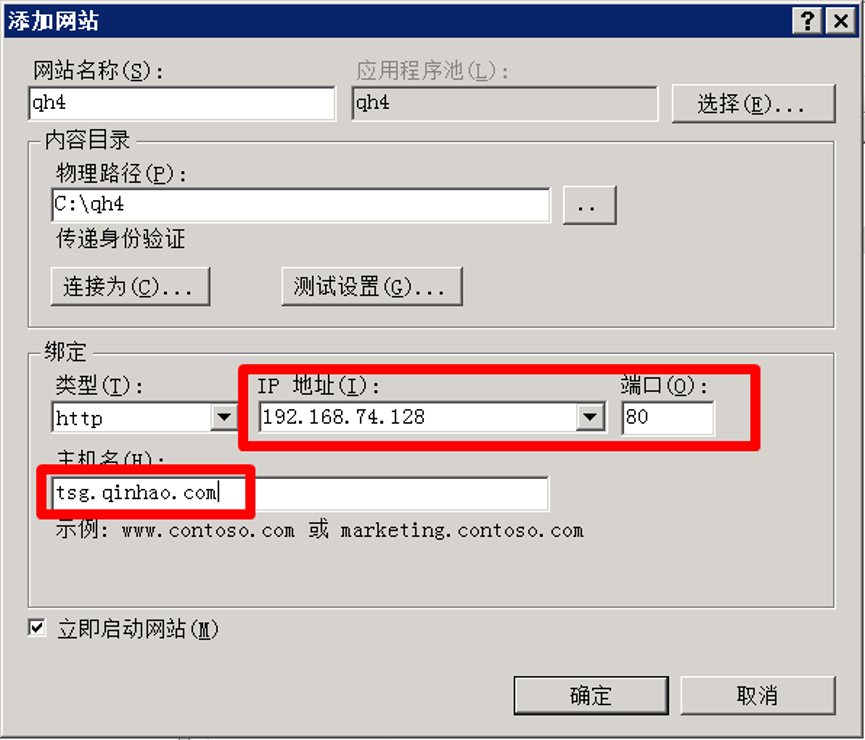 添加网站
网站名称(S): 应用程序池(L):
qh4 qh4 选择(E)...
内容目录
物理路径(P):
C:\qh4 ..
传递身份验证
连接为(C)... 测试设置(G)...
绑定
类型(T): IP 地址(I): 端口(O):
http 192.168.74.128 80
主机名(H):
tsg.qinhao.com
示例: www.contoso.com 或 marketing.contoso.com
立即启动网站(M)
确定 取消